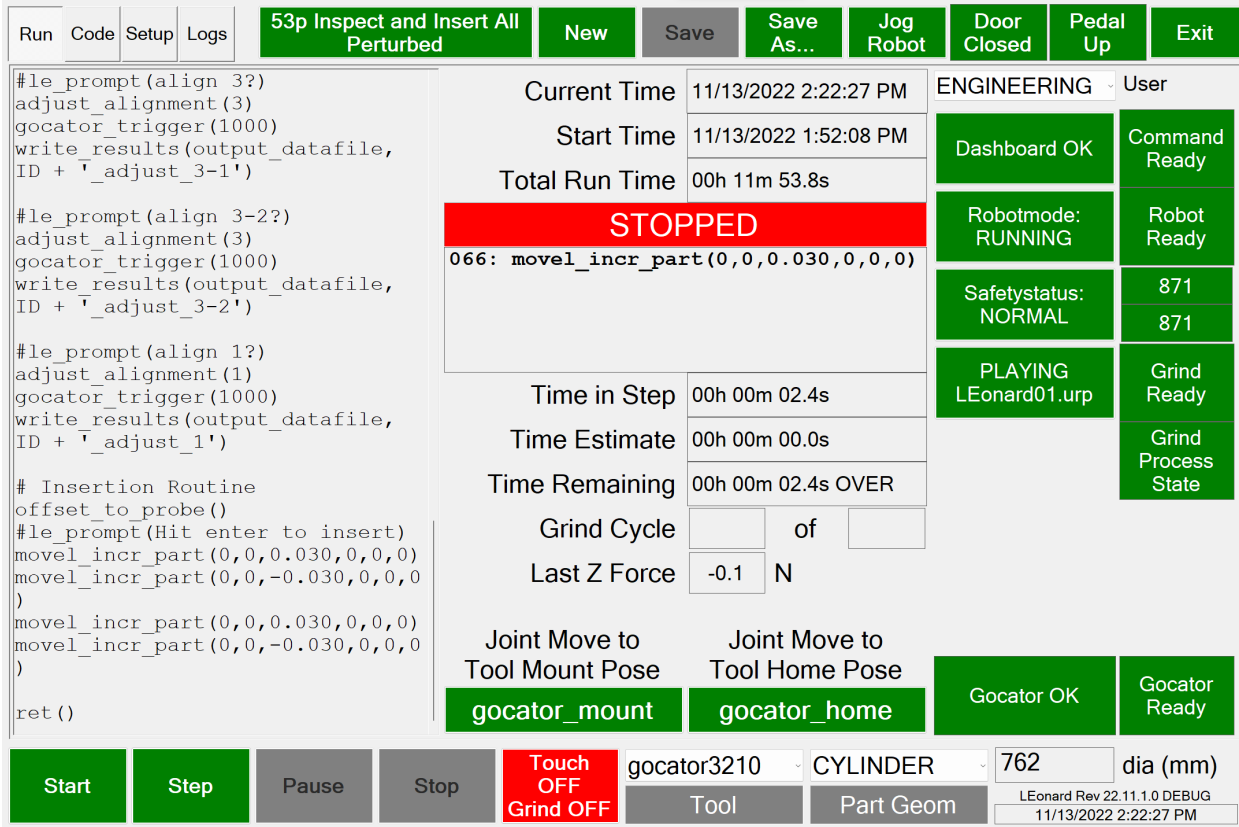 Run
Code
Setup
Logs
53p Inspect and Insert All
Perturbed
New
Save
Save
As...
Jog
Robot
Door
Closed
Pedal
Up
Exit
#le_prompt(align 3?)
adjust_alignment(3)
gocator_trigger(1000)
write_results(output_datafile,
ID + '_adjust_3-1')
#le_prompt(align 3-2?)
adjust_alignment(3)
gocator_trigger(1000)
write_results(output_datafile,
ID + '_adjust_3-2')
#le_prompt(align 1?)
adjust_alignment(1)
gocator_trigger(1000)
write_results(output_datafile,
ID + '_adjust_1')
# Insertion Routine
offset_to_probe()
#le_prompt(Hit enter to insert)
movel_incr_part(0,0,0.030,0,0,0)
movel_incr_part(0,0,-0.030,0,0,0
)
movel_incr_part(0,0,0.030,0,0,0)
movel_incr_part(0,0,-0.030,0,0,0
)
ret()
Current Time 11/13/2022 2:22:27 PM
Start Time 11/13/2022 1:52:08 PM
Total Run Time 00h 11m 53.8s
STOPPED
066: movel_incr_part(0,0,0.030,0,0,0)
Time in Step 00h 00m 02.4s
Time Estimate 00h 00m 00.0s
Time Remaining 00h 00m 02.4s OVER
Grind Cycle of
Last Z Force -0.1 N
Joint Move to
Tool Mount Pose
gocator_mount
Joint Move to
Tool Home Pose
gocator_home
ENGINEERING User
Dashboard OK
Command
Ready
Robotmode:
RUNNING
Robot
Ready
Safetystatus:
NORMAL
871
871
PLAYING
LEonard01.urp
Grind
Ready
Grind
Process
State
Gocator OK
Gocator
Ready
Start
Step
Pause
Stop
Touch
OFF
Grind OFF
gocator3210
Tool
CYLINDER
Part Geom
762 dia (mm)
LEonard Rev 22.11.1.0 DEBUG
11/13/2022 2:22:27 PM